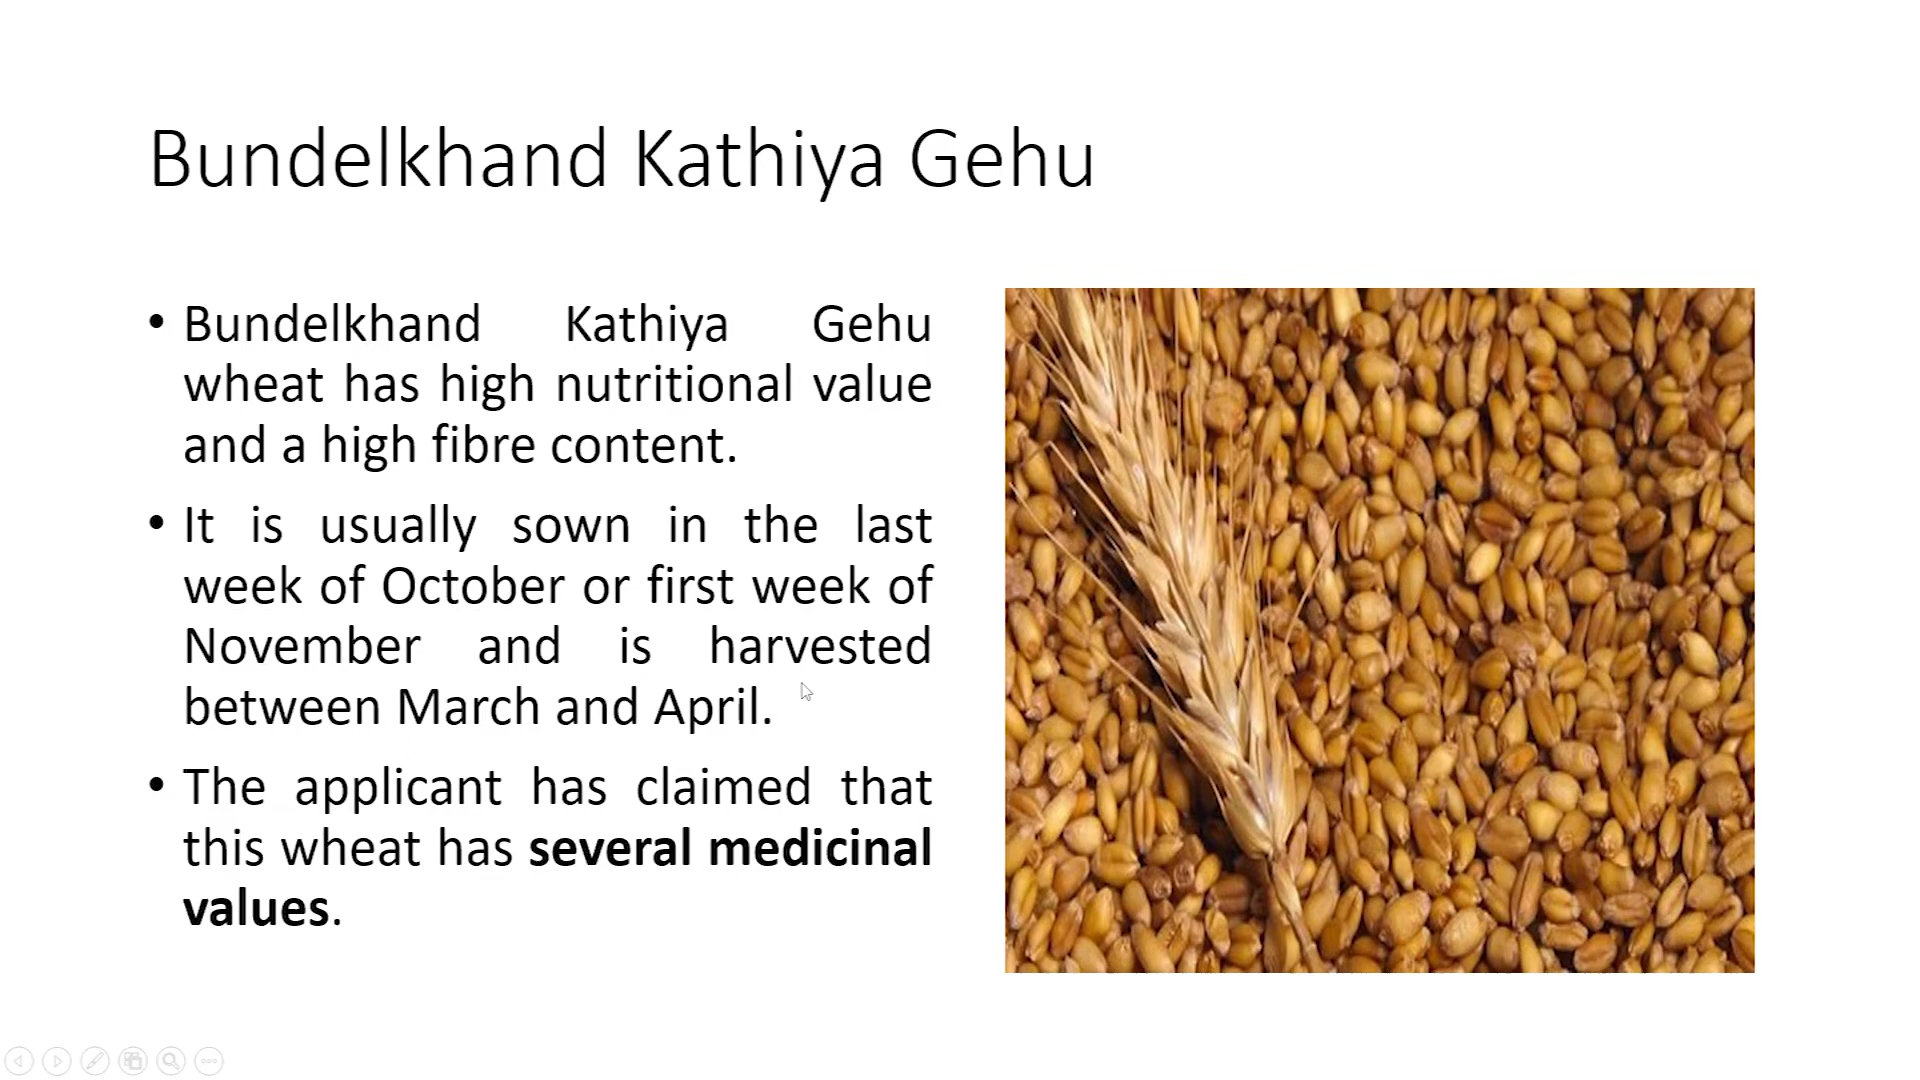 Bundelkhand Kathiya Gehu
• Bundelkhand Kathiya Gehu
wheat has high nutritional value
and a high fibre content.
• It is usually sown in the last
week of October or first week of
November and is harvested
between March and April.
• The applicant has claimed that
this wheat has several medicinal
values.